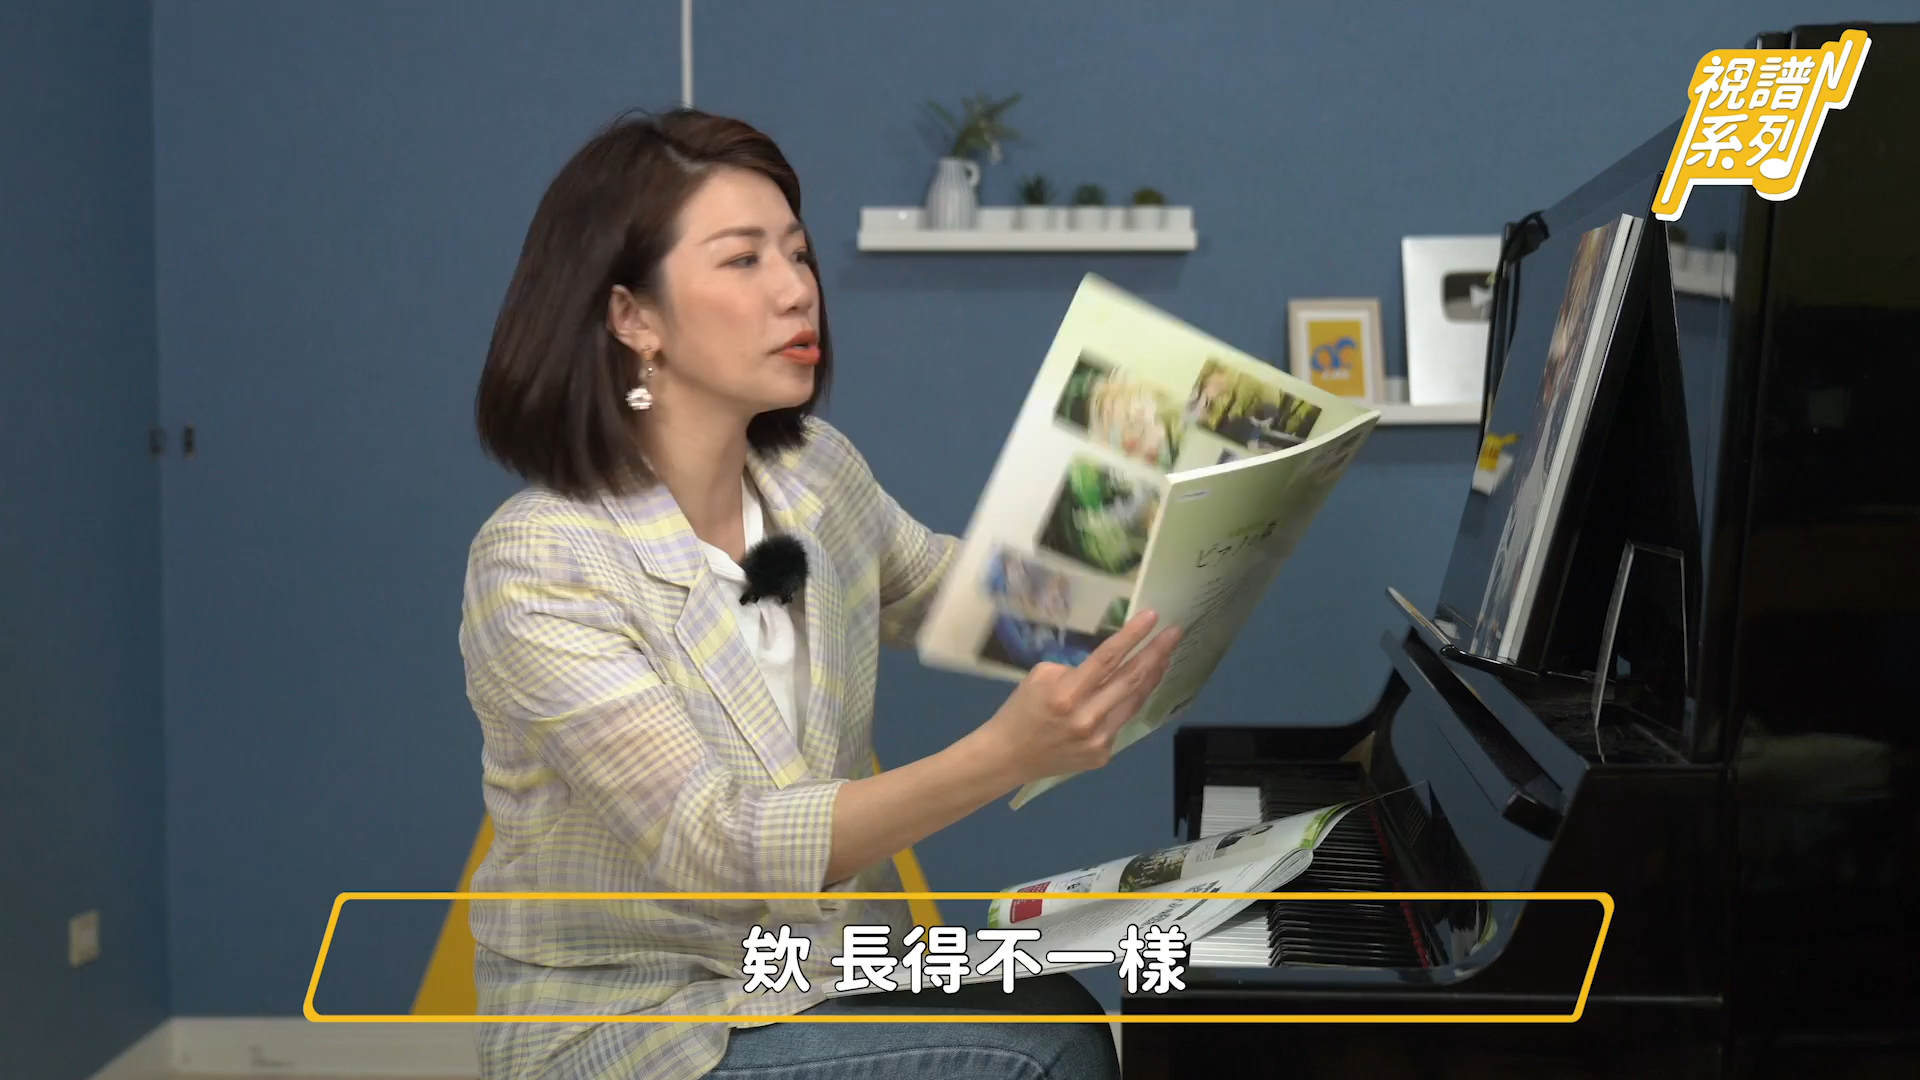 視譜
系列
欸 長得不一樣